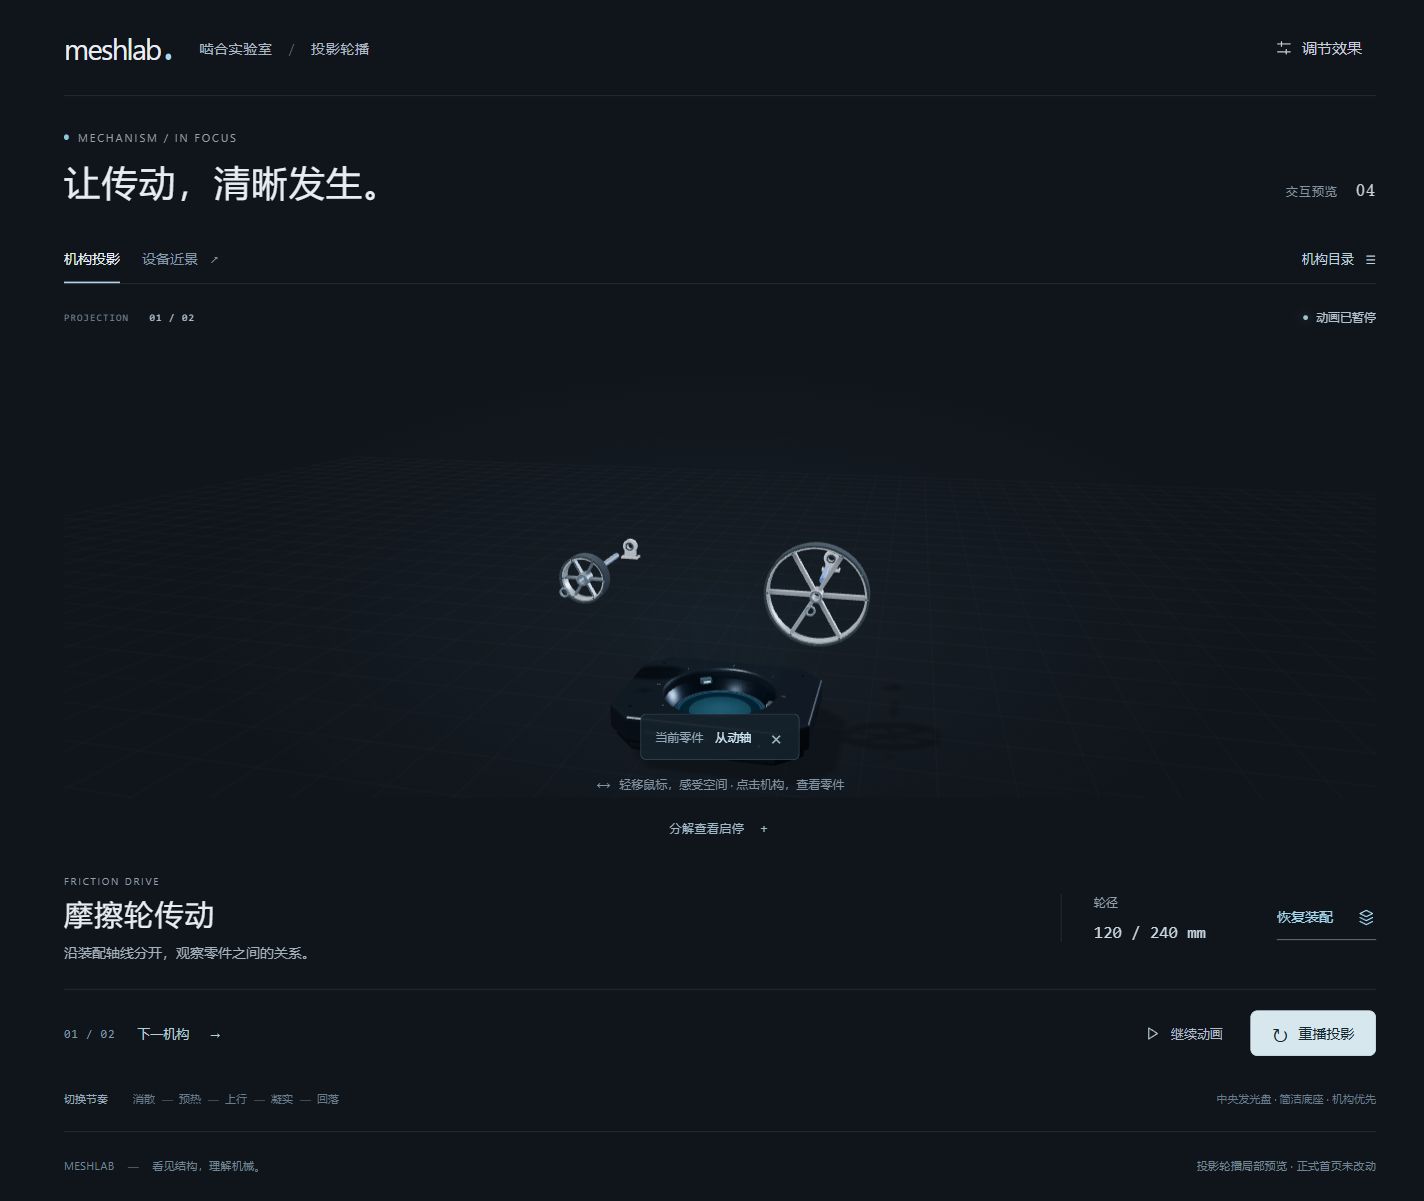 meshlab. 啮合实验室 / 投影轮播 调节效果
MECHANISM / IN FOCUS
让传动，清晰发生。
交互预览 04
机构投影 设备近景 ↗ 机构目录 ☰
PROJECTION 01 / 02 动画已暂停
当前零件 从动轴 ×
↔ 轻移鼠标，感受空间 · 点击机构，查看零件
分解查看启停 +
FRICTION DRIVE
摩擦轮传动
沿装配轴线分开，观察零件之间的关系。
轮径
120 / 240 mm
恢复装配
01 / 02 下一机构 → 继续动画 重播投影
切换节奏 消散 — 预热 — 上行 — 凝实 — 回落 中央发光盘 · 简洁底座 · 机构优先
MESHLAB — 看见结构，理解机械。 投影轮播局部预览 · 正式首页未改动